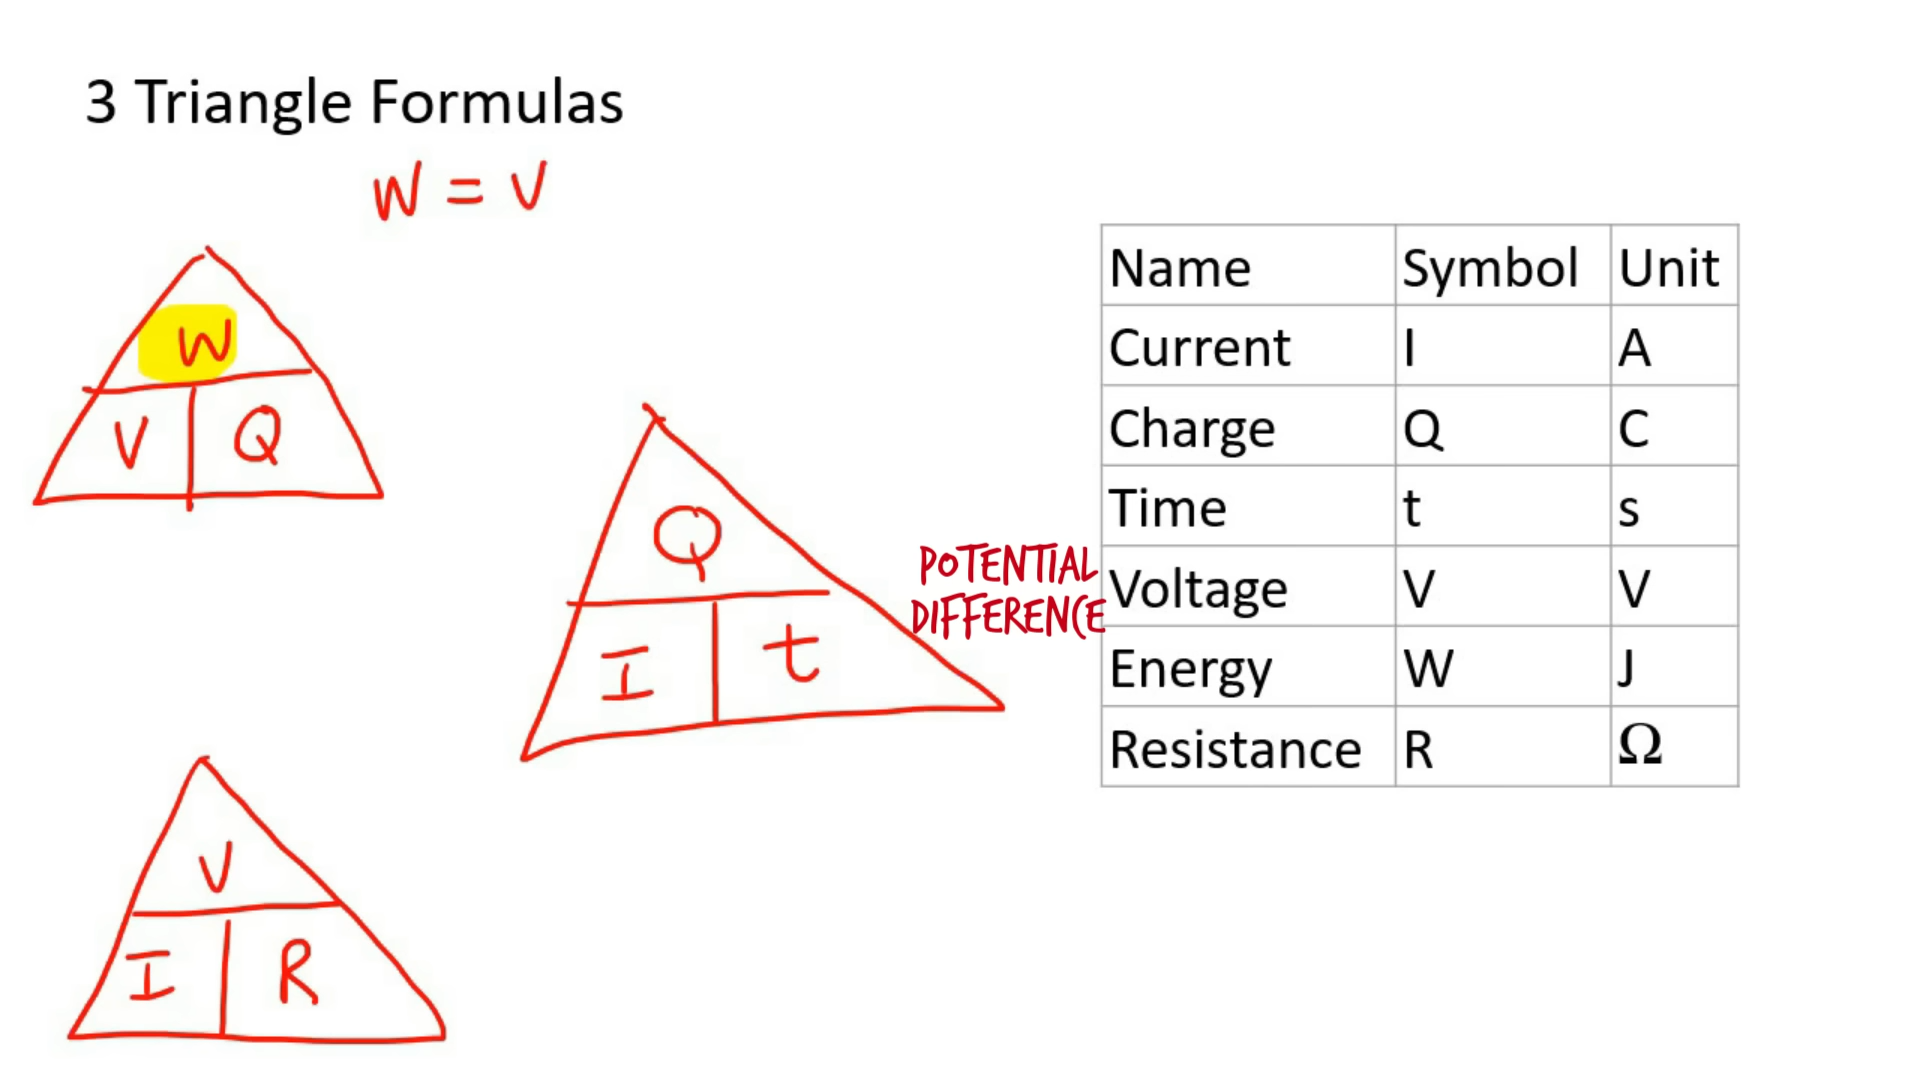 3 Triangle Formulas
W = V
W
V Q
Q
I t
V
I R
POTENTIAL
DIFFERENCE
Name Symbol Unit
Current I A
Charge Q C
Time t s
Voltage V V
Energy W J
Resistance R Ω